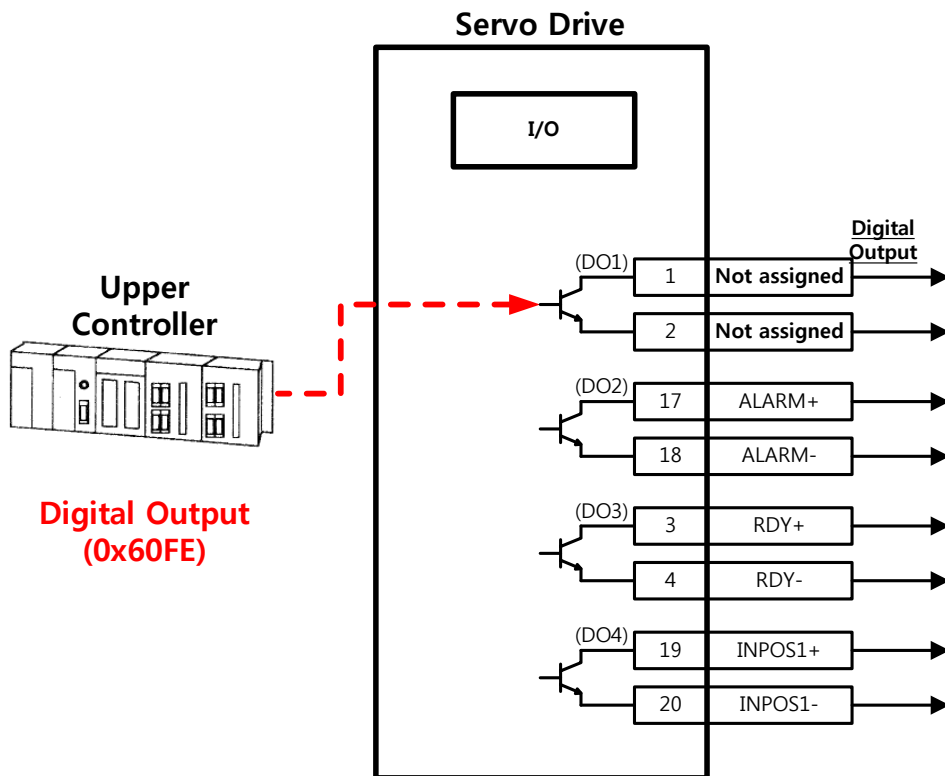 Servo Drive
I/O
Digital
Output
(DO1)
1
Not assigned
2
Not assigned
Upper
Controller
(DO2)
17
ALARM+
18
ALARM-
Digital Output
(0x60FE)
(DO3)
3
RDY+
4
RDY-
(DO4)
19
INPOS1+
20
INPOS1-